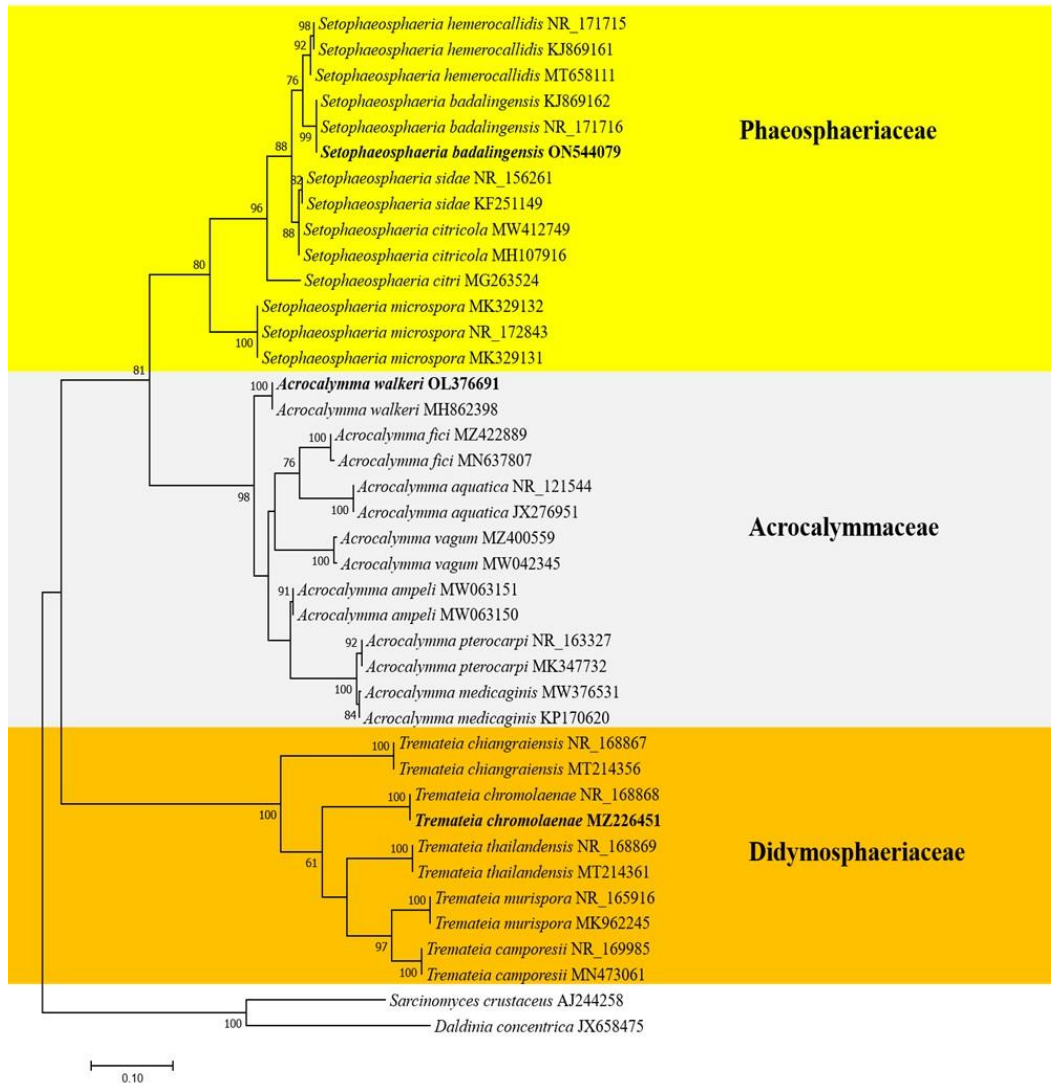 98 Setophaeosphaeria hemerocallidis NR_171715
92 Setophaeosphaeria hemerocallidis KJ869161
Setophaeosphaeria hemerocallidis MT658111
76
Setophaeosphaeria badalingensis KJ869162
Setophaeosphaeria badalingensis NR_171716
Phaeosphaeriaceae
99
88
Setophaeosphaeria badalingensis ON544079
82 Setophaeosphaeria sidae NR_156261
Setophaeosphaeria sidae KF251149
96
88 Setophaeosphaeria citricola MW412749
Setophaeosphaeria citricola MH107916
80
Setophaeosphaeria citri MG263524
Setophaeosphaeria microspora MK329132
Setophaeosphaeria microspora NR_172843
100
Setophaeosphaeria microspora MK329131
81
100 Acrocalymma walkeri OL376691
Acrocalymma walkeri MH862398
100 Acrocalymma fici MZ422889
76
Acrocalymma fici MN637807
98
Acrocalymma aquatica NR_121544
100 Acrocalymma aquatica JX276951
Acrocalymmaceae
Acrocalymma vagum MZ400559
100 Acrocalymma vagum MW042345
91 Acrocalymma ampeli MW063151
Acrocalymma ampeli MW063150
92 Acrocalymma pterocarpi NR_163327
Acrocalymma pterocarpi MK347732
100 Acrocalymma medicaginis MW376531
84 Acrocalymma medicaginis KP170620
100 Tremateia chiangraiensis NR_168867
Tremateia chiangraiensis MT214356
100 Tremateia chromolaenae NR_168868
100
Tremateia chromolaenae MZ226451
100 Tremateia thailandensis NR_168869
Didymosphaeriaceae
61
Tremateia thailandensis MT214361
100 Tremateia murispora NR_165916
Tremateia murispora MK962245
97
Tremateia camporesii NR_169985
100 Tremateia camporesii MN473061
Sarcinomyces crustaceus AJ244258
100
Daldinia concentrica JX658475
0.10